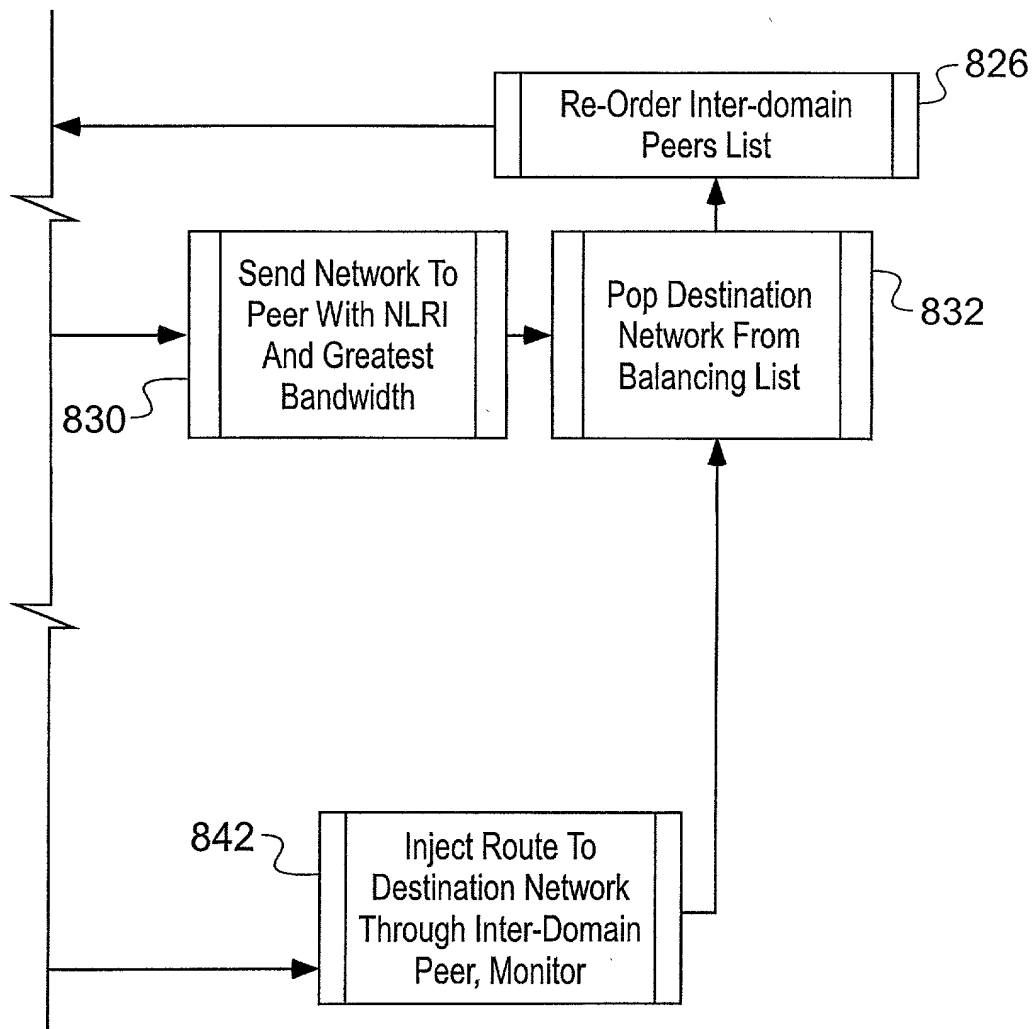 826
Re-Order Inter-domain
Peers List
Send Network To
Peer With NLRI
And Greatest
Bandwidth
830
Pop Destination
Network From
Balancing List
832
842
Inject Route To
Destination Network
Through Inter-Domain
Peer, Monitor